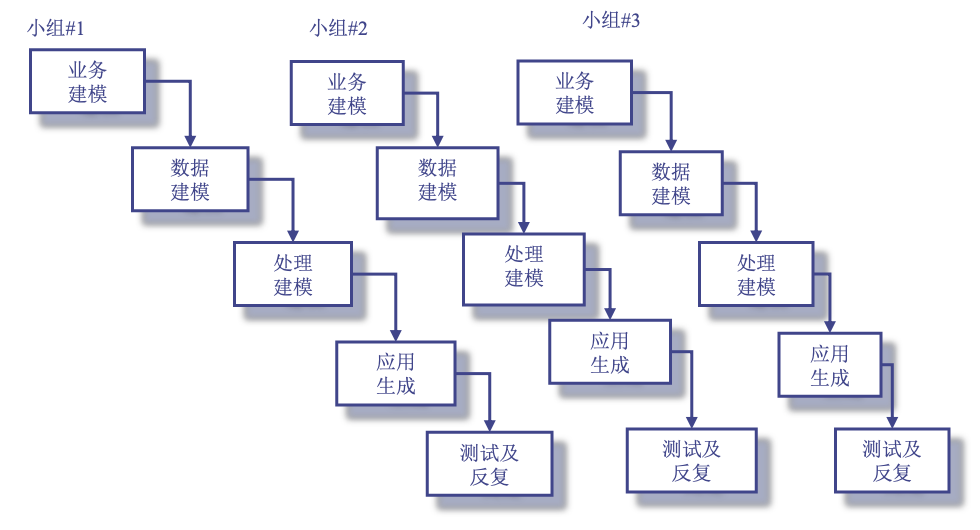 小组#1
业务
建模
数据
建模
处理
建模
应用
生成
测试及
反复
小组#2
业务
建模
数据
建模
处理
建模
应用
生成
测试及
反复
小组#3
业务
建模
数据
建模
处理
建模
应用
生成
测试及
反复